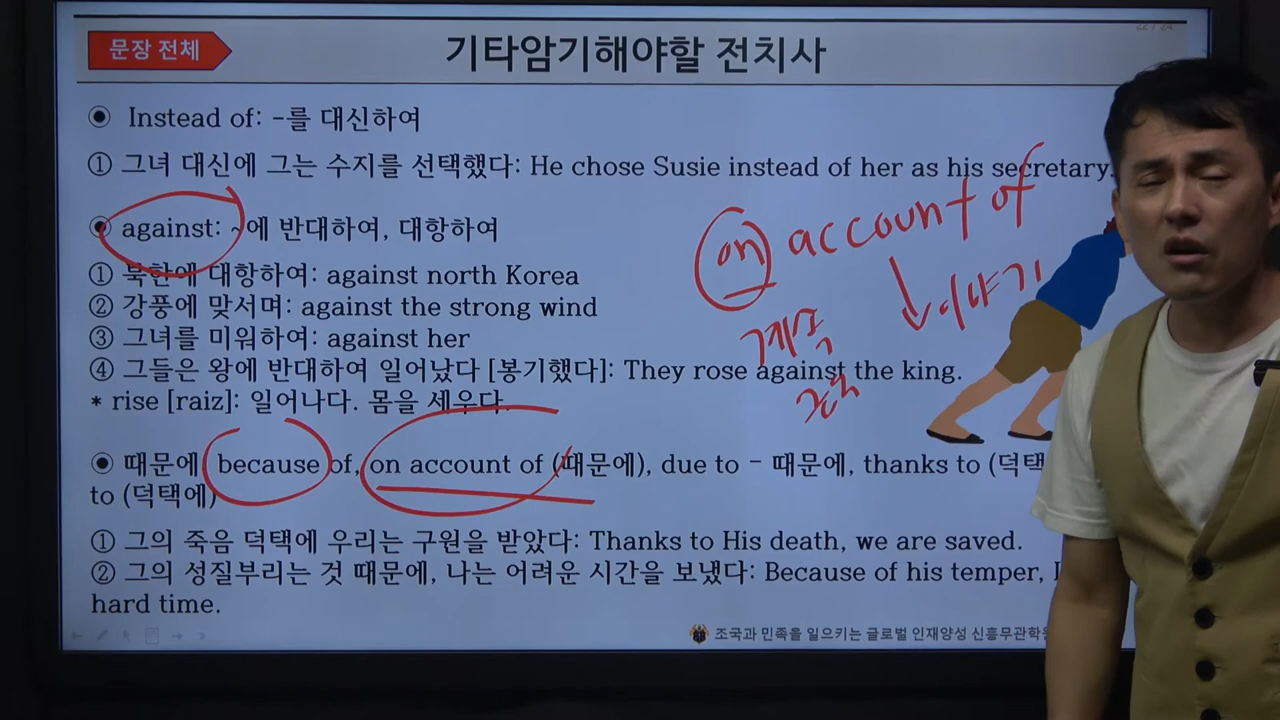 문장 전체
기타암기해야할 전치사
Instead of: -를 대신하여
① 그녀 대신에 그는 수지를 선택했다: He chose Susie instead of her as his secretary.
against: ~에 반대하여, 대항하여
① 북한에 대항하여: against north Korea
② 강풍에 맞서며: against the strong wind
③ 그녀를 미워하여: against her
④ 그들은 왕에 반대하여 일어났다 [봉기했다]: They rose against the king.
* rise [raiz]: 일어나다. 몸을 세우다.
on account of
이야기
계속
때문에 because of, on account of (때문에), due to - 때문에, thanks to (덕택
to (덕택에)
① 그의 죽음 덕택에 우리는 구원을 받았다: Thanks to His death, we are saved.
② 그의 성질부리는 것 때문에, 나는 어려운 시간을 보냈다: Because of his temper, I
hard time.
조국과 민족을 일으키는 글로벌 인재양성 신흥무관학